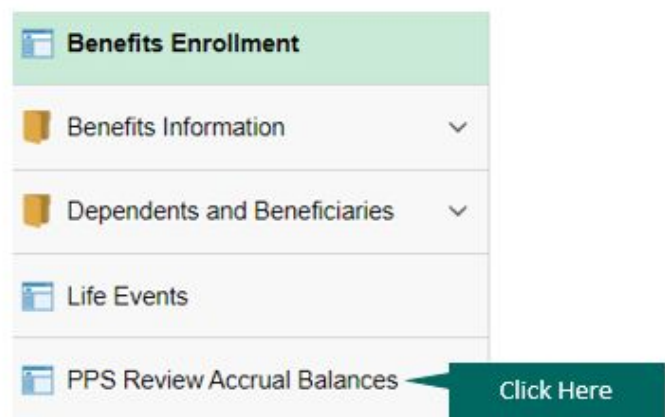 Benefits Enrollment
Benefits Information
Dependents and Beneficiaries
Life Events
PPS Review Accrual Balances
Click Here